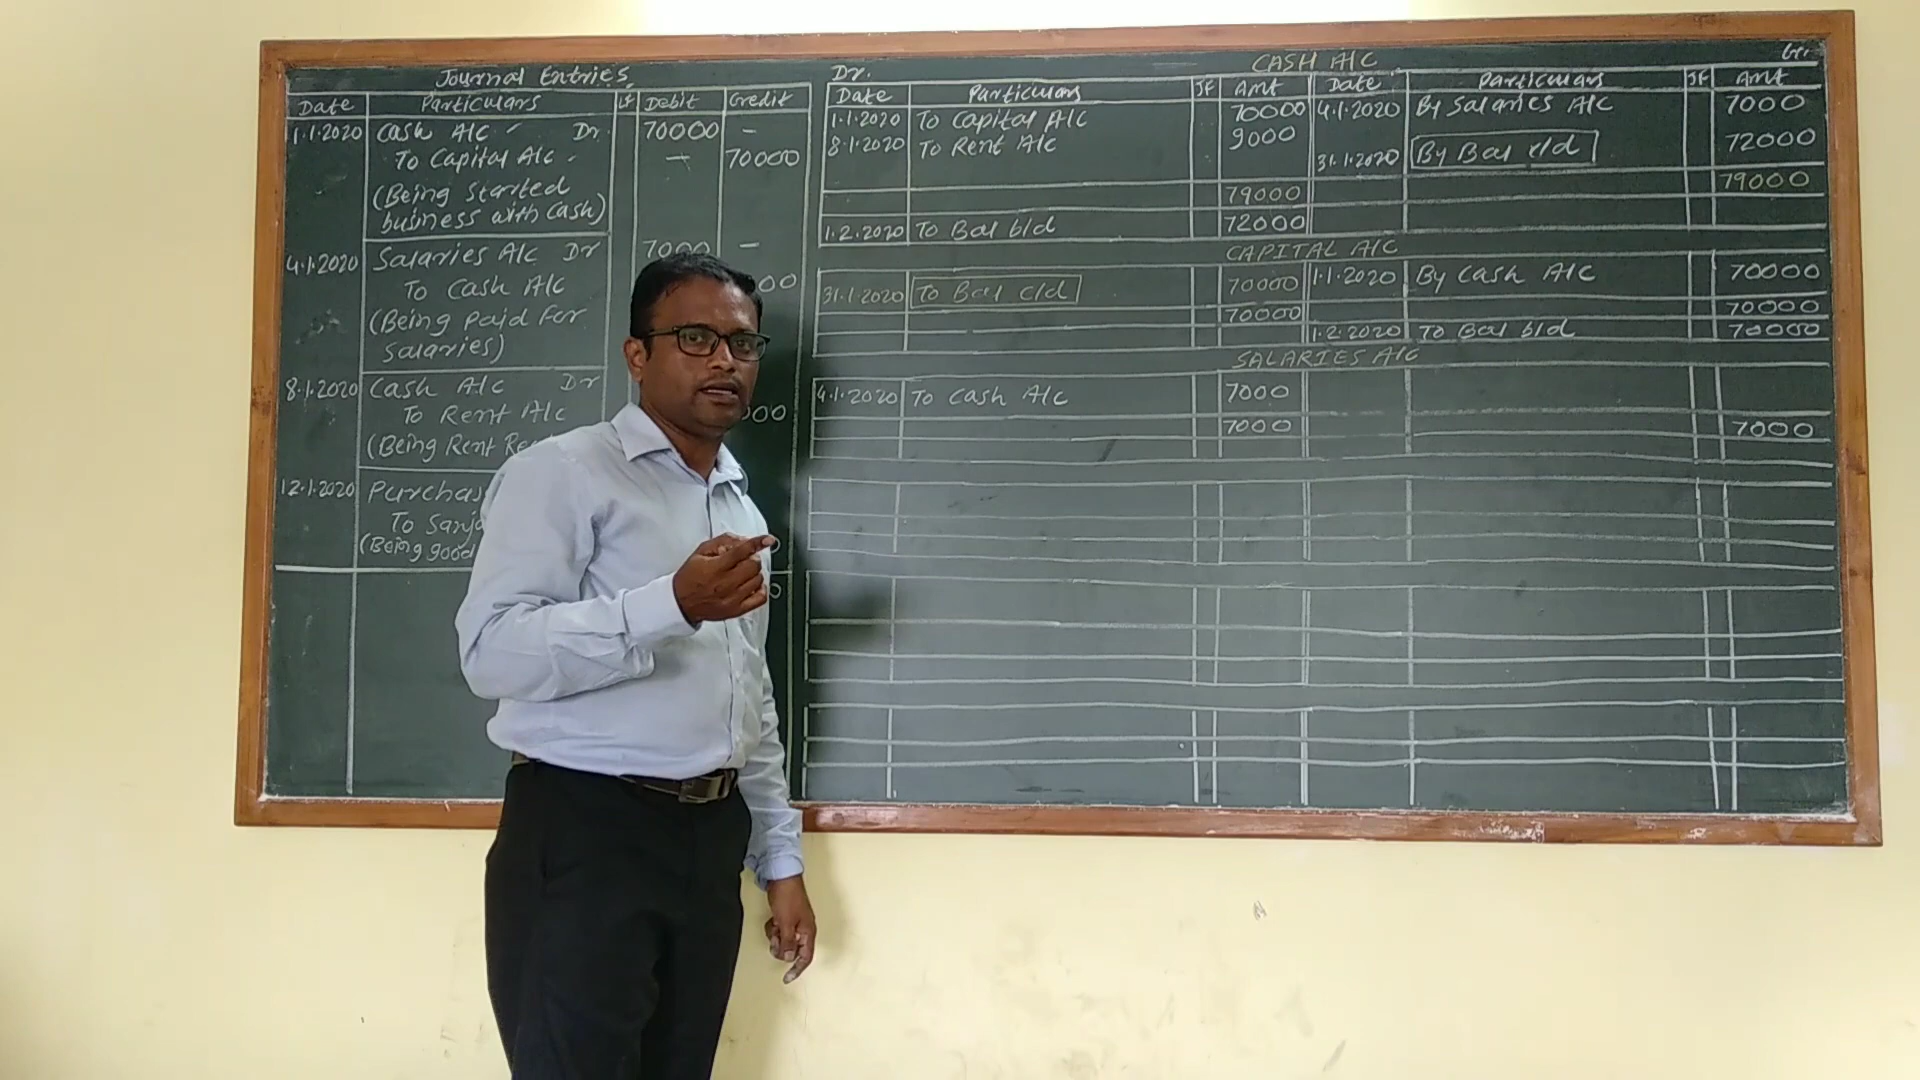 Journal Entries
Date Particulars LF Debit Credit
1.1.2020 Cash A/c Dr. 70000 -
To Capital A/c - 70000
(Being Started
business with Cash)
4.1.2020 Salaries A/c Dr 7000 -
To Cash A/c
(Being paid for
Salaries)
8.1.2020 Cash A/c Dr
To Rent A/c
(Being Rent
12.1.2020
To
(Being
Dr. CASH A/C
Date Particulars JF Amt Date Particulars JF Amt
1.1.2020 To Capital A/c 70000 4.1.2020 By Salaries A/c 7000
8.1.2020 To Rent A/c 9000 31.1.2020 By Bal c/d 72000
79000 79000
1.2.2020 To Bal b/d 72000
CAPITAL A/C
31.1.2020 To Bal c/d 70000 1.1.2020 By Cash A/c 70000
70000 70000
1.2.2020 To Bal b/d 70000
SALARIES A/C
4.1.2020 To Cash A/c 7000
7000 7000